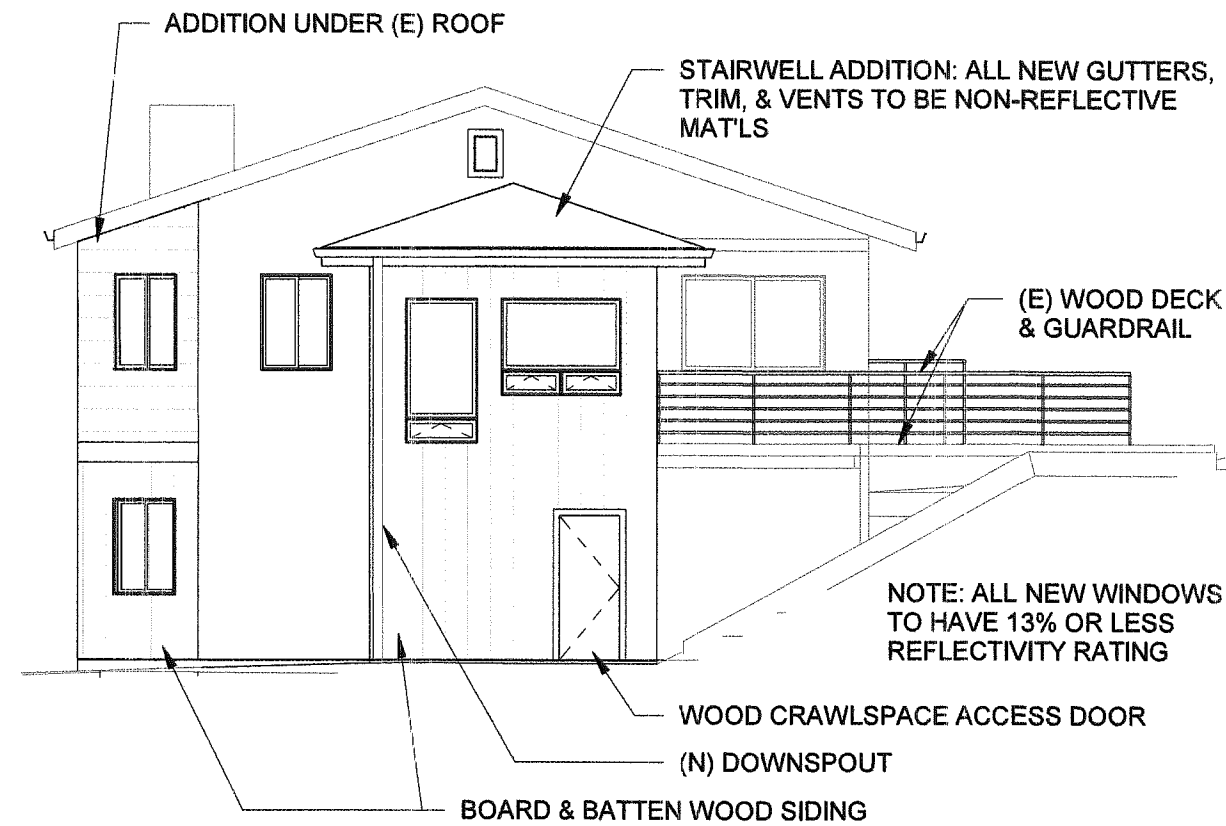 ADDITION UNDER (E) ROOF
STAIRWELL ADDITION: ALL NEW GUTTERS,
TRIM, & VENTS TO BE NON-REFLECTIVE
MAT'LS
(E) WOOD DECK
& GUARDRAIL
NOTE: ALL NEW WINDOWS
TO HAVE 13% OR LESS
REFLECTIVITY RATING
WOOD CRAWLSPACE ACCESS DOOR
(N) DOWNSPOUT
BOARD & BATTEN WOOD SIDING